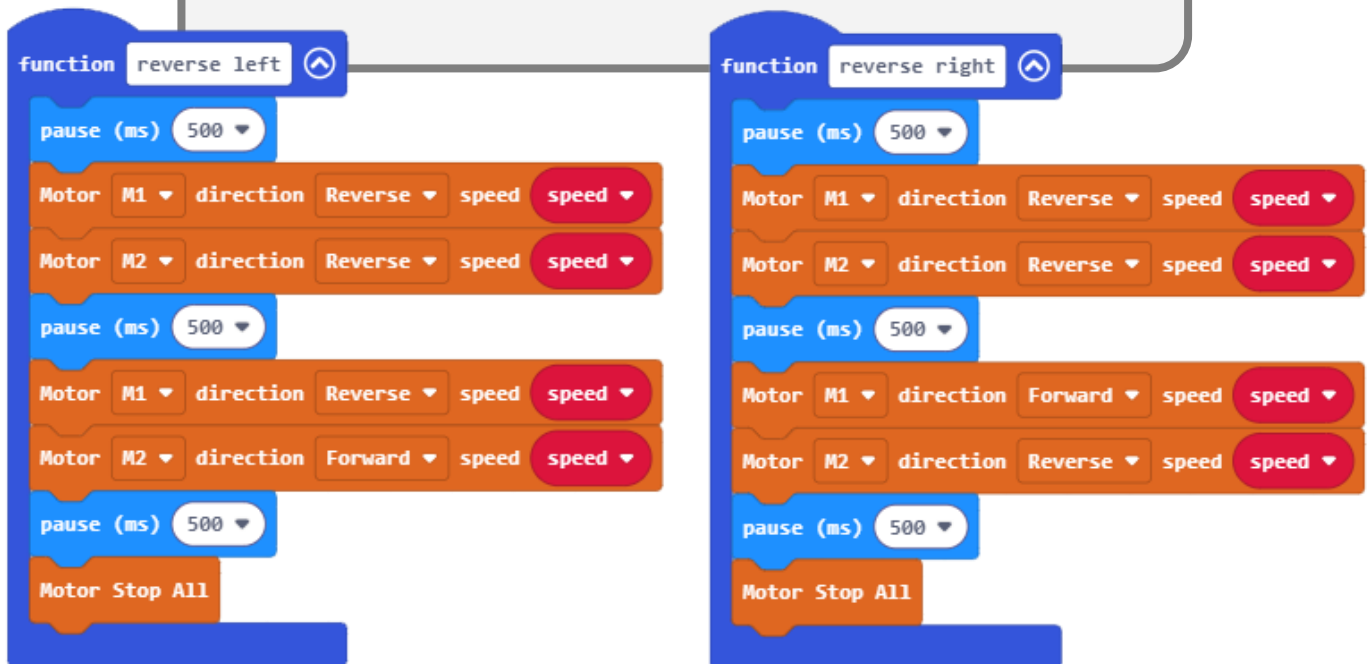 function reverse left
pause (ms) 500
Motor M1 direction Reverse speed speed
Motor M2 direction Reverse speed speed
pause (ms) 500
Motor M1 direction Reverse speed speed
Motor M2 direction Forward speed speed
pause (ms) 500
Motor Stop All
function reverse right
pause (ms) 500
Motor M1 direction Reverse speed speed
Motor M2 direction Reverse speed speed
pause (ms) 500
Motor M1 direction Forward speed speed
Motor M2 direction Reverse speed speed
pause (ms) 500
Motor Stop All